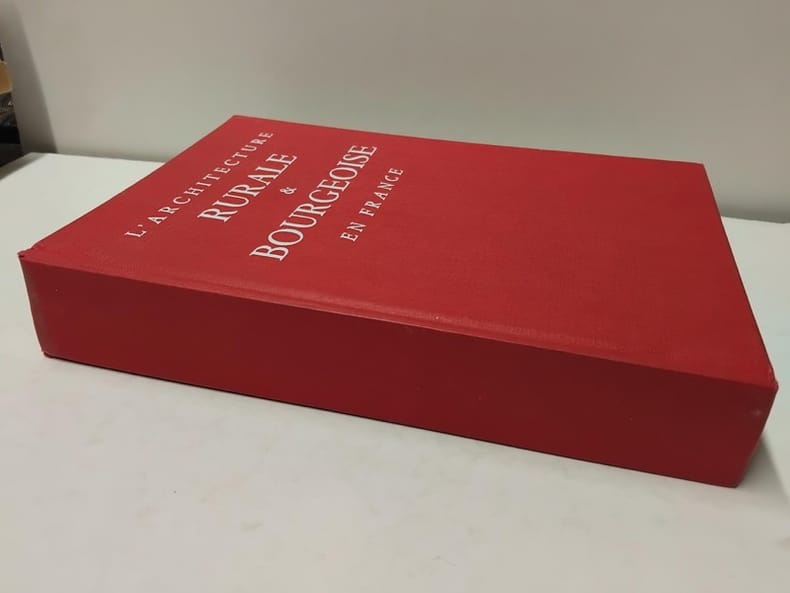 L'ARCHITECTURE
RURALE
&
BOURGEOISE
EN FRANCE